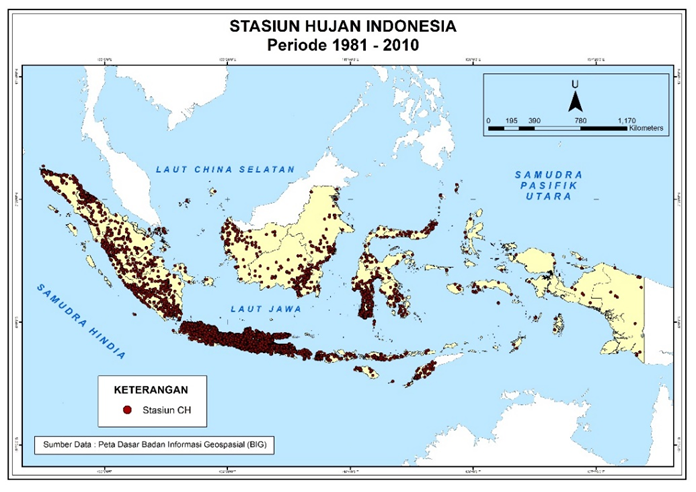 STASIUN HUJAN INDONESIA
Periode 1981 - 2010
U
0 195 390 780 1,170
Kilometers
LAUT CHINA SELATAN
SAMUDRA
PASIFIK
UTARA
SAMUDRA HINDIA
LAUT JAWA
KETERANGAN
Stasiun CH
Sumber Data : Peta Dasar Badan Informasi Geospasial (BIG)